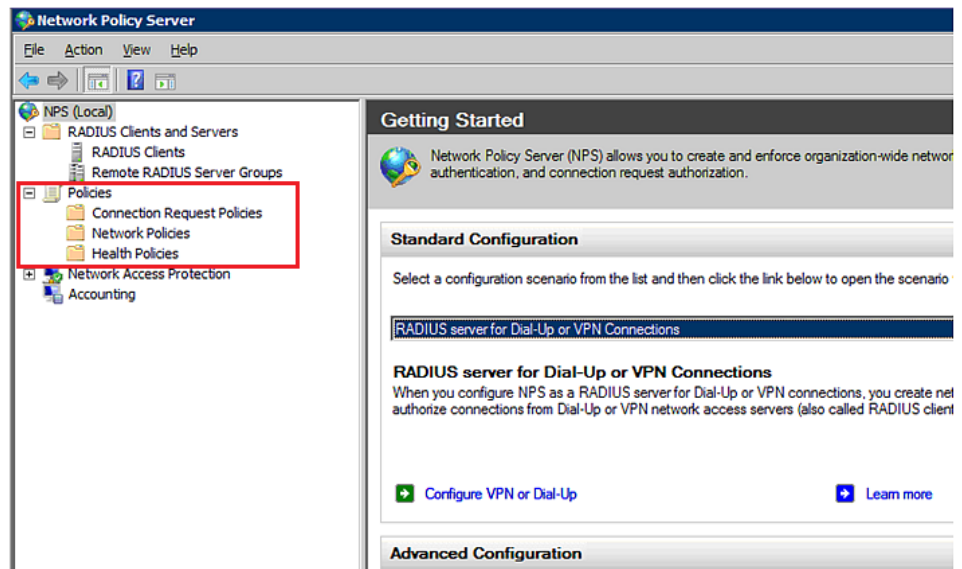 Network Policy Server
File Action View Help
NPS (Local)
RADIUS Clients and Servers
RADIUS Clients
Remote RADIUS Server Groups
Policies
Connection Request Policies
Network Policies
Health Policies
Network Access Protection
Accounting
Getting Started
Network Policy Server (NPS) allows you to create and enforce organization-wide networ
authentication, and connection request authorization.
Standard Configuration
Select a configuration scenario from the list and then click the link below to open the scenario
RADIUS server for Dial-Up or VPN Connections
RADIUS server for Dial-Up or VPN Connections
When you configure NPS as a RADIUS server for Dial-Up or VPN connections, you create net
authorize connections from Dial-Up or VPN network access servers (also called RADIUS client
Configure VPN or Dial-Up
Learn more
Advanced Configuration